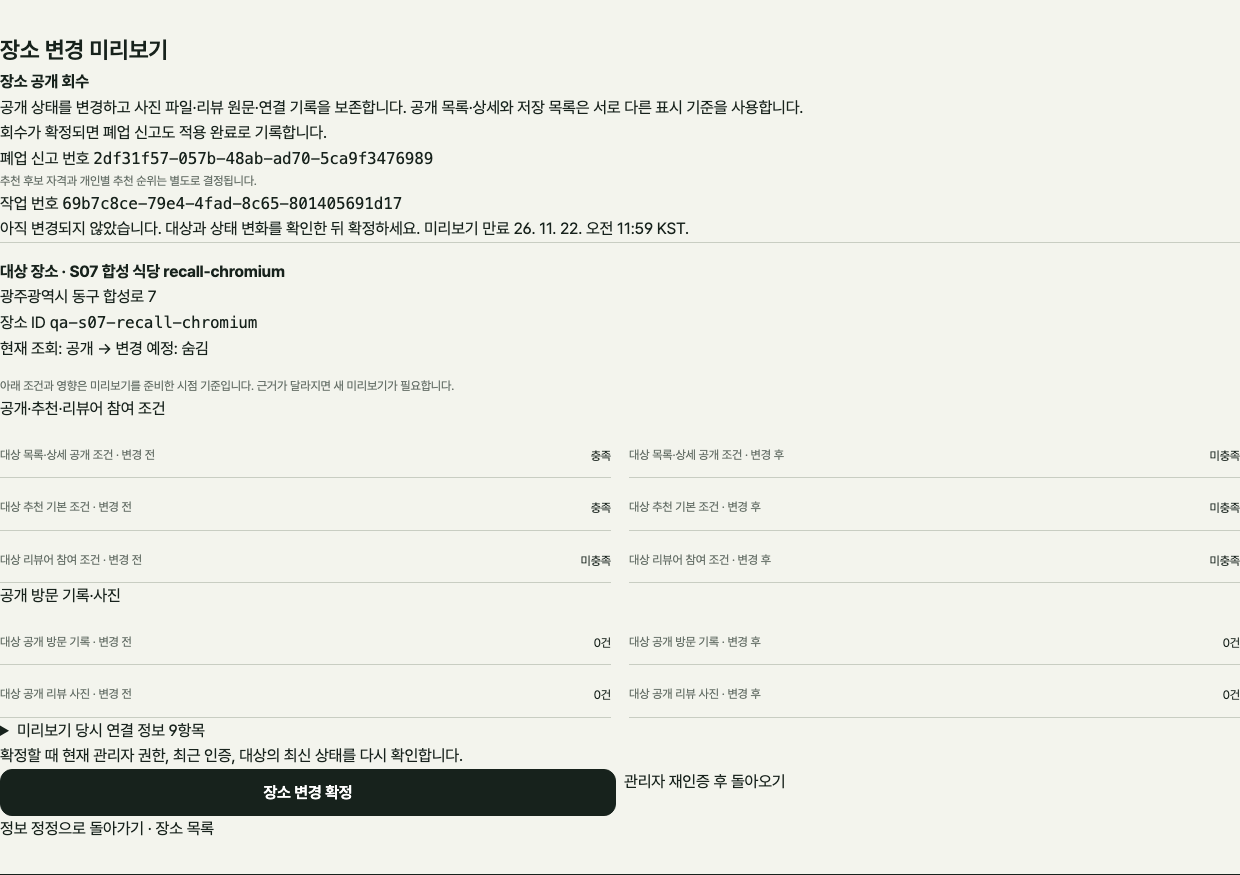 장소 변경 미리보기
장소 공개 회수
공개 상태를 변경하고 사진 파일·리뷰 원문·연결 기록을 보존합니다. 공개 목록·상세와 저장 목록은 서로 다른 표시 기준을 사용합니다.
회수가 확정되면 폐업 신고도 적용 완료로 기록합니다.
폐업 신고 번호 2df31f57-057b-48ab-ad70-5ca9f3476989
추천 후보 자격과 개인별 추천 순위는 별도로 결정됩니다.
작업 번호 69b7c8ce-79e4-4fad-8c65-801405691d17
아직 변경되지 않았습니다. 대상과 상태 변화를 확인한 뒤 확정하세요. 미리보기 만료 26. 11. 22. 오전 11:59 KST.
대상 장소 · S07 합성 식당 recall-chromium
광주광역시 동구 합성로 7
장소 ID qa-s07-recall-chromium
현재 조회: 공개 → 변경 예정: 숨김
아래 조건과 영향은 미리보기를 준비한 시점 기준입니다. 근거가 달라지면 새 미리보기가 필요합니다.
공개·추천·리뷰어 참여 조건
대상 목록·상세 공개 조건 · 변경 전 충족 대상 목록·상세 공개 조건 · 변경 후 미충족
대상 추천 기본 조건 · 변경 전 충족 대상 추천 기본 조건 · 변경 후 미충족
대상 리뷰어 참여 조건 · 변경 전 미충족 대상 리뷰어 참여 조건 · 변경 후 미충족
공개 방문 기록·사진
대상 공개 방문 기록 · 변경 전 0건 대상 공개 방문 기록 · 변경 후 0건
대상 공개 리뷰 사진 · 변경 전 0건 대상 공개 리뷰 사진 · 변경 후 0건
▶ 미리보기 당시 연결 정보 9항목
확정할 때 현재 관리자 권한, 최근 인증, 대상의 최신 상태를 다시 확인합니다.
장소 변경 확정 관리자 재인증 후 돌아오기
정보 정정으로 돌아가기 · 장소 목록